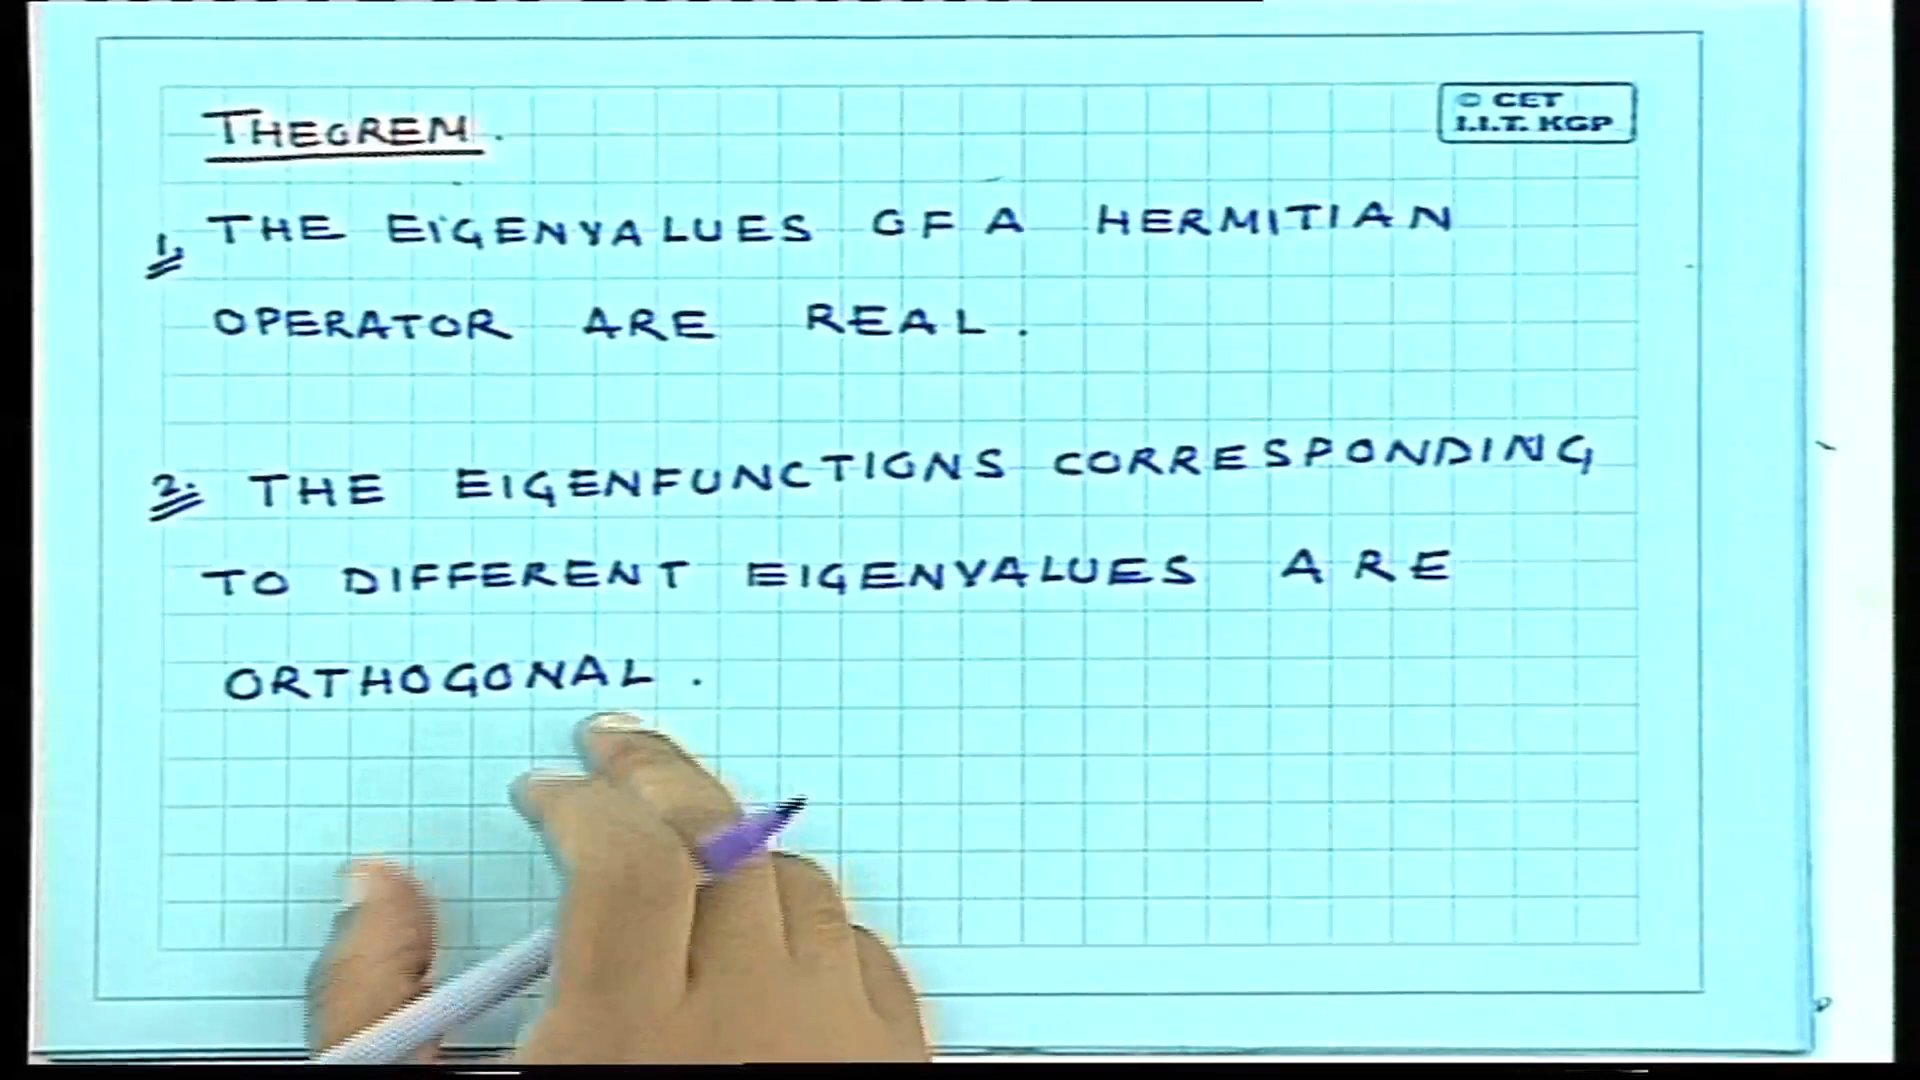 THEOREM.
© CET
I.I.T. KGP
1. THE EIGENVALUES OF A HERMITIAN
OPERATOR ARE REAL.
2. THE EIGENFUNCTIONS CORRESPONDING
TO DIFFERENT EIGENVALUES ARE
ORTHOGONAL.